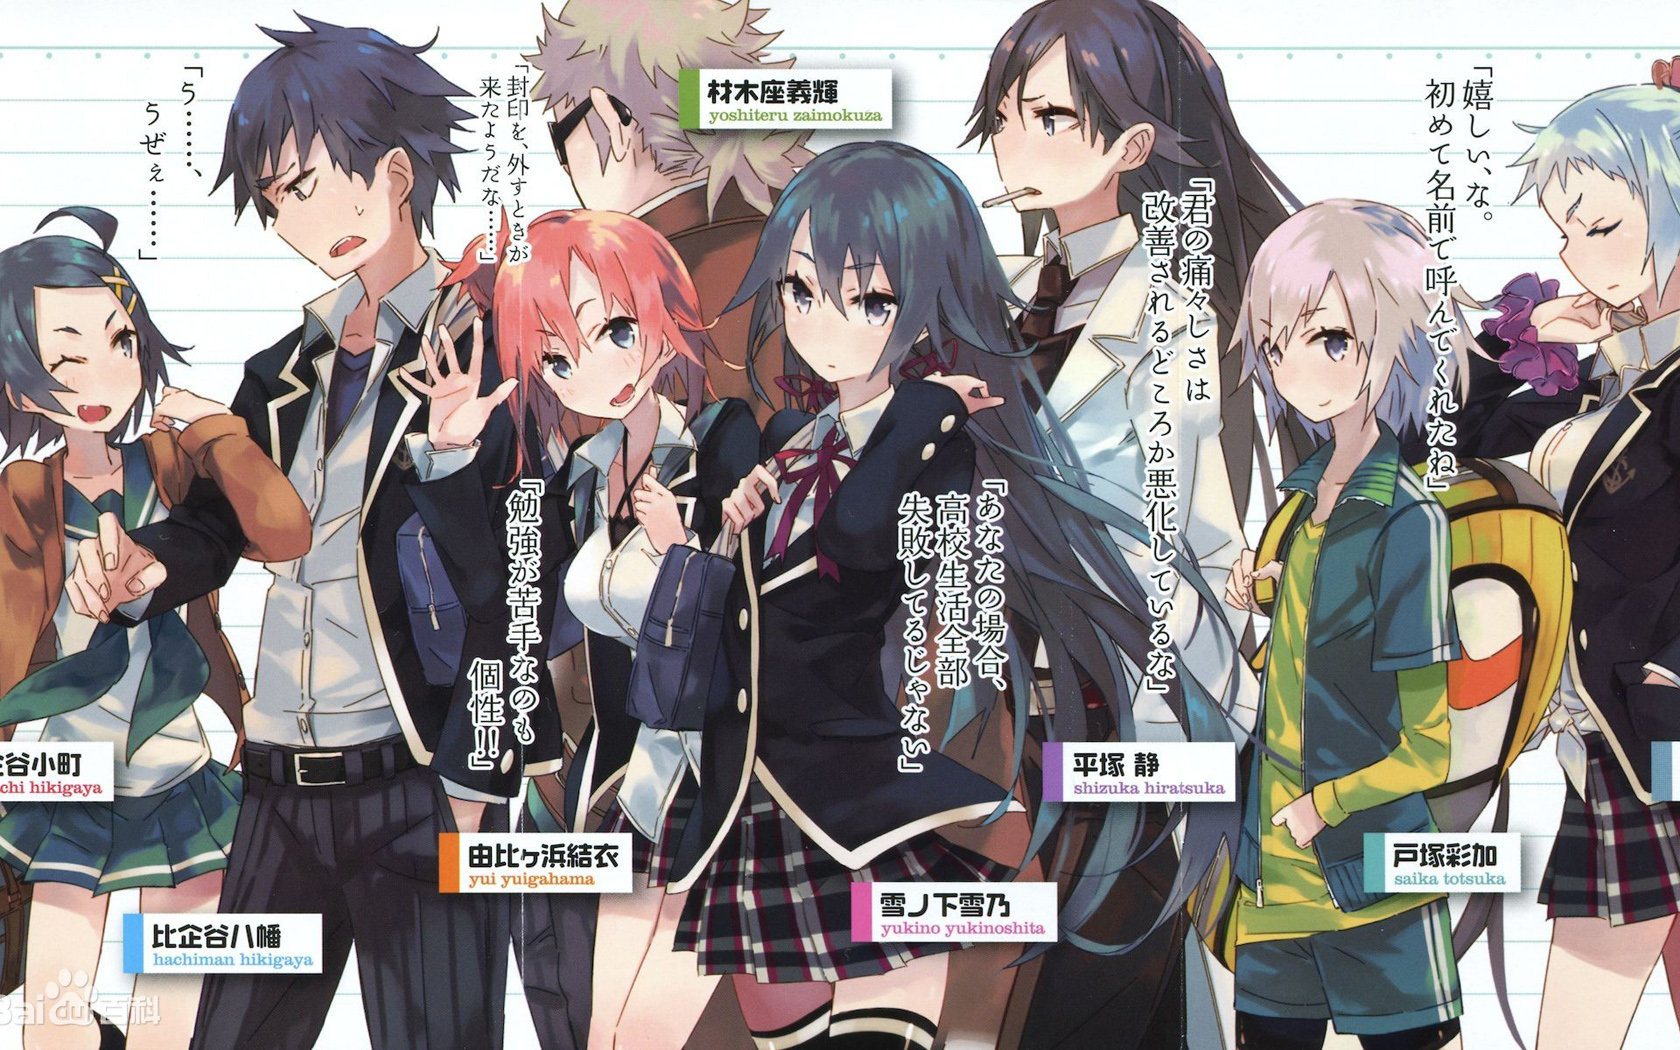 「嬉しい、な。
初めて名前で呼んでくれたね」
「君の痛々しさは
改善されるどころか悪化しているな」
「あなたの場合、
高校生活全部
失敗してるじゃない」
「封印を、外すときが
来たようだな……」
「勉強が苦手なのも
個性!!」
「う……、
うぜぇ……」
材木座義輝
yoshiteru zaimokuza
平塚 静
shizuka hiratsuka
戸塚彩加
saika totsuka
雪ノ下雪乃
yukino yukinoshita
由比ヶ浜結衣
yui yuigahama
比企谷八幡
hachiman hikigaya
谷小町
chi hikigaya
Bai 百科